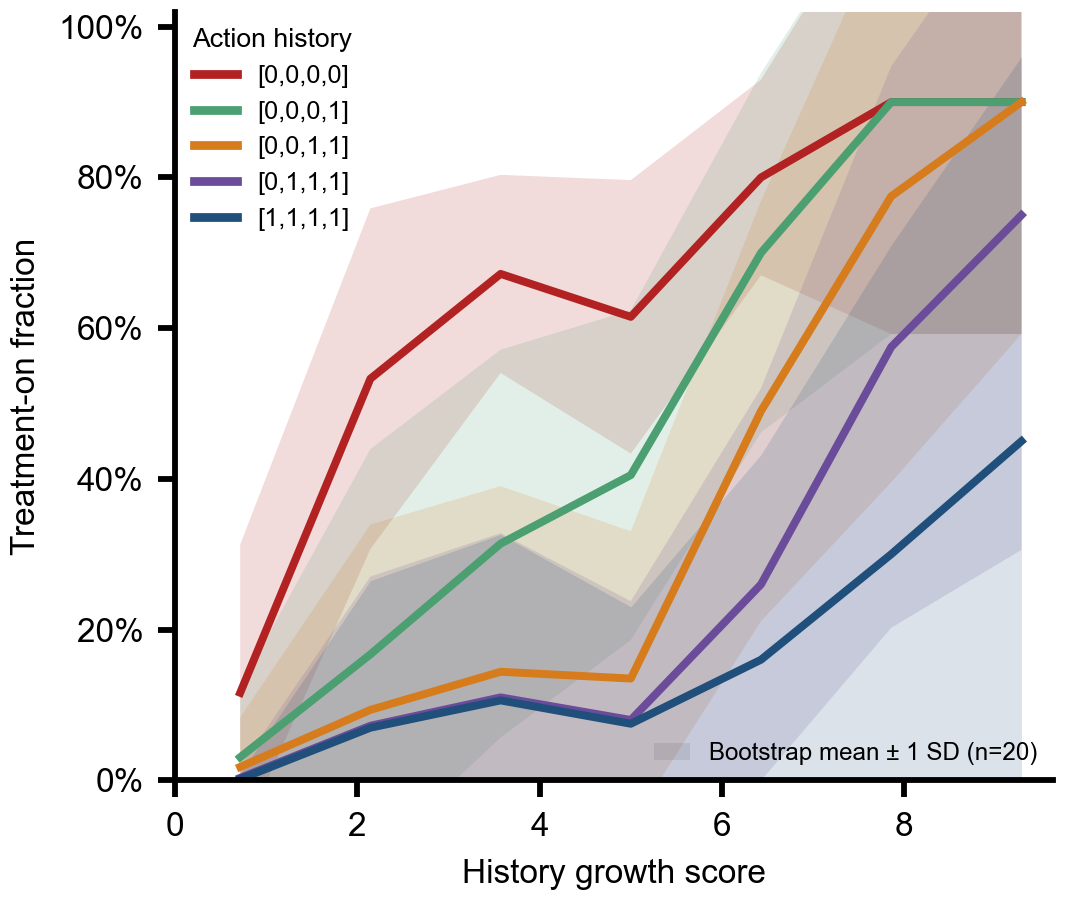 100%
80%
60%
40%
20%
0%
Treatment-on fraction
Action history
[0,0,0,0]
[0,0,0,1]
[0,0,1,1]
[0,1,1,1]
[1,1,1,1]
Bootstrap mean ± 1 SD (n=20)
0 2 4 6 8
History growth score